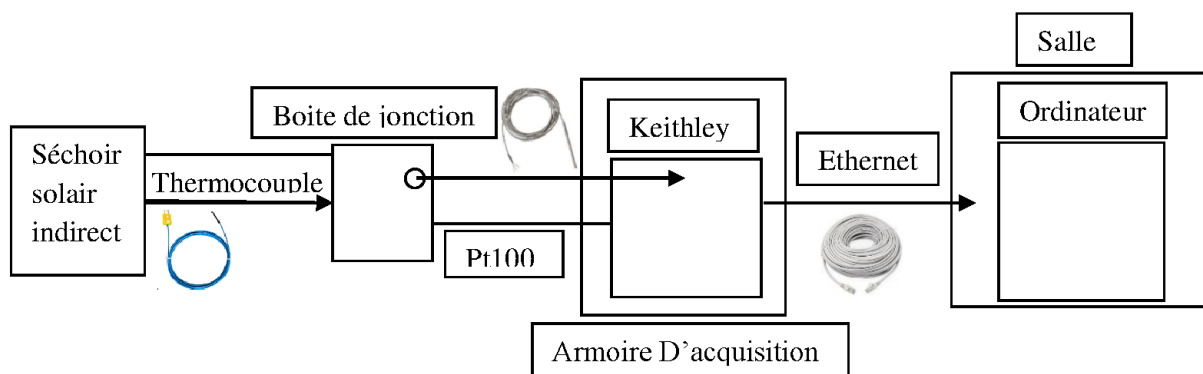 Salle
Boite de jonction
Keithley
Ordinateur
Séchoir
solair
indirect
Thermocouple
Ethernet
Pt100
Armoire D'acquisition